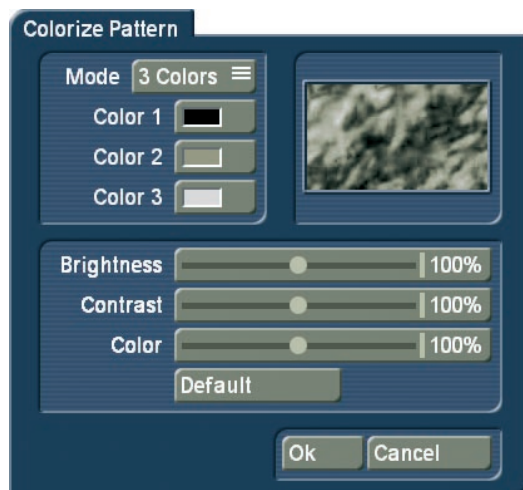 Colorize Pattern
Mode 3 Colors
Color 1
Color 2
Color 3
Brightness 100%
Contrast 100%
Color 100%
Default
Ok Cancel